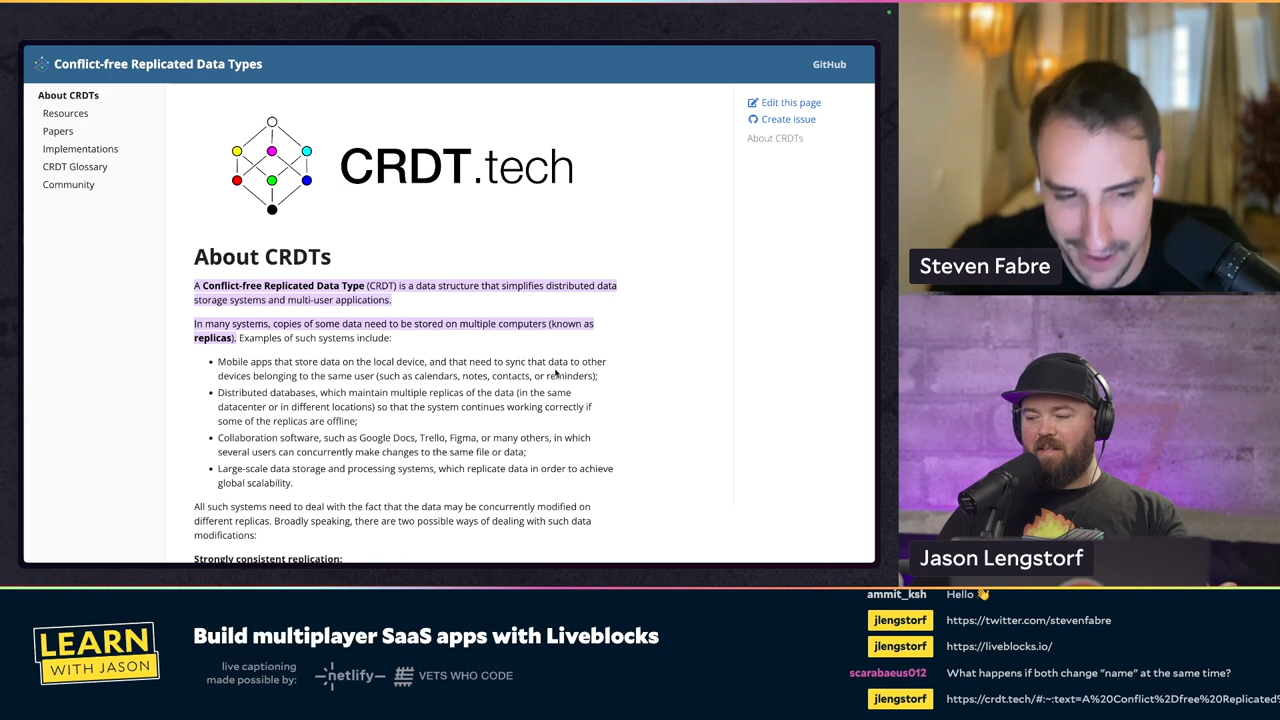 Conflict-free Replicated Data Types
GitHub
About CRDTs
Resources
Papers
Implementations
CRDT Glossary
Community
CRDT.tech
Edit this page
Create issue
About CRDTs
About CRDTs
A Conflict-free Replicated Data Type (CRDT) is a data structure that simplifies distributed data
storage systems and multi-user applications.
In many systems, copies of some data need to be stored on multiple computers (known as
replicas). Examples of such systems include:
• Mobile apps that store data on the local device, and that need to sync that data to other
devices belonging to the same user (such as calendars, notes, contacts, or reminders);
• Distributed databases, which maintain multiple replicas of the data (in the same
datacenter or in different locations) so that the system continues working correctly if
some of the replicas are offline;
• Collaboration software, such as Google Docs, Trello, Figma, or many others, in which
several users can concurrently make changes to the same file or data;
• Large-scale data storage and processing systems, which replicate data in order to achieve
global scalability.
All such systems need to deal with the fact that the data may be concurrently modified on
different replicas. Broadly speaking, there are two possible ways of dealing with such data
modifications:
Strongly consistent replication:
Steven Fabre
Jason Lengstorf
LEARN
WITH JASON
Build multiplayer SaaS apps with Liveblocks
live captioning
made possible by:
netlify
VETS WHO CODE
ammit_ksh Hello 👋
jlengstorf https://twitter.com/stevenfabre
jlengstorf https://liveblocks.io/
scarabaeus012 What happens if both change "name" at the same time?
jlengstorf https://crdt.tech/#:~:text=A%20Conflict%2Dfree%20Replicated%